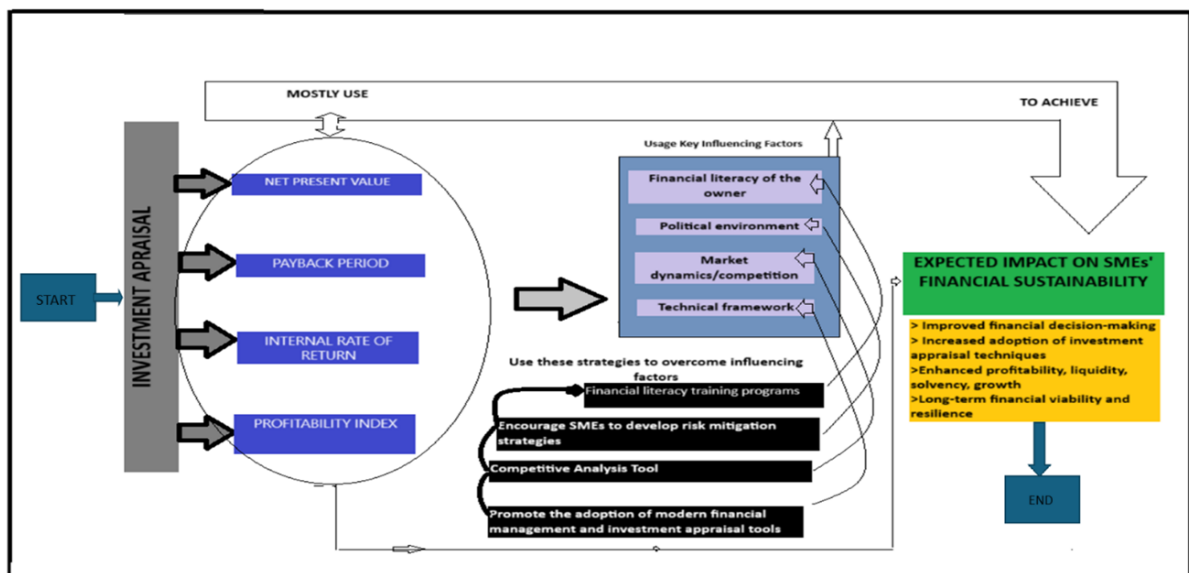 MOSTLY USE
TO ACHIEVE
START
INVESTMENT APRAISAL
NET PRESENT VALUE
PAYBACK PERIOD
INTERNAL RATE OF
RETURN
PROFITABILITY INDEX
Usage Key Influencing Factors
Financial literacy of the
owner
Political environment
Market
dynamics/competition
Technical framework
Use these strategies to overcome influencing
factors
Financial literacy training programs
Encourage SMEs to develop risk mitigation
strategies
Competitive Analysis Tool
Promote the adoption of modern financial
management and investment appraisal tools
EXPECTED IMPACT ON SMEs'
FINANCIAL SUSTAINABILITY
> Improved financial decision-making
> Increased adoption of investment
appraisal techniques
>Enhanced profitability, liquidity,
solvency, growth
>Long-term financial viability and
resilience
END